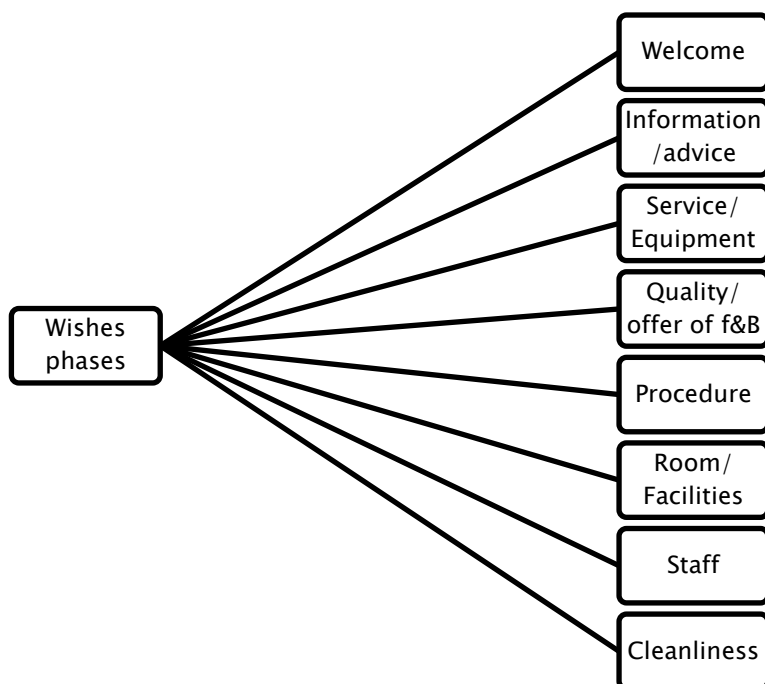 Welcome
Information
/advice
Service/
Equipment
Quality/
offer of f&B
Wishes
phases
Procedure
Room/
Facilities
Staff
Cleanliness